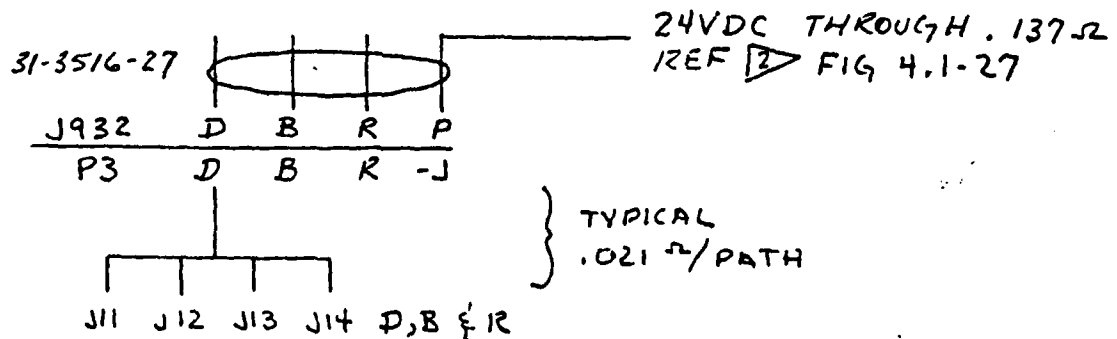 24VDC THROUGH .137Ω
31-3516-27
REF 2 FIG 4.1-27
J932 D B R P
P3 D B R -J
TYPICAL
.021 Ω/PATH
J11 J12 J13 J14 D,B & R